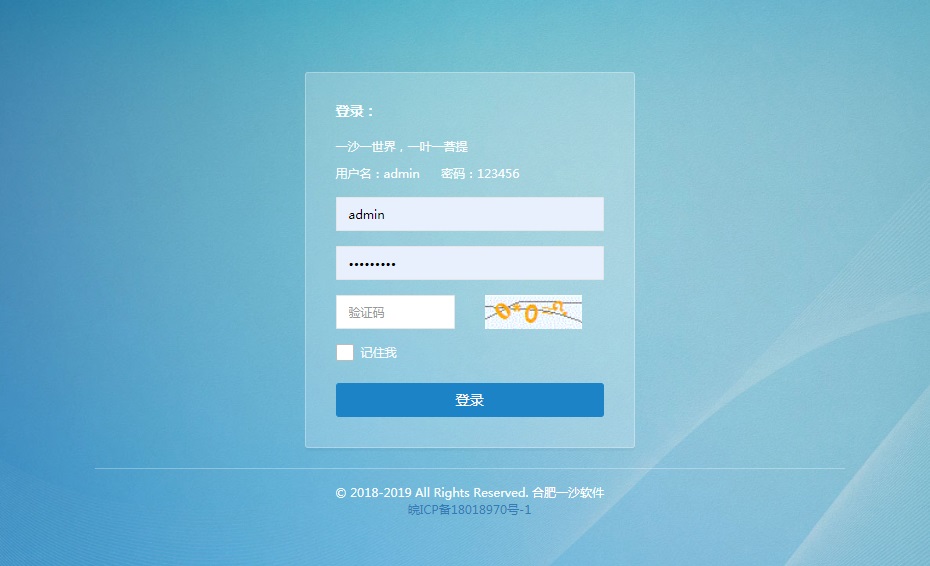 登录：
一沙一世界，一叶一菩提
用户名：admin 密码：123456
admin
•••••••••
验证码
记住我
登录
© 2018-2019 All Rights Reserved. 合肥一沙软件
皖ICP备18018970号-1